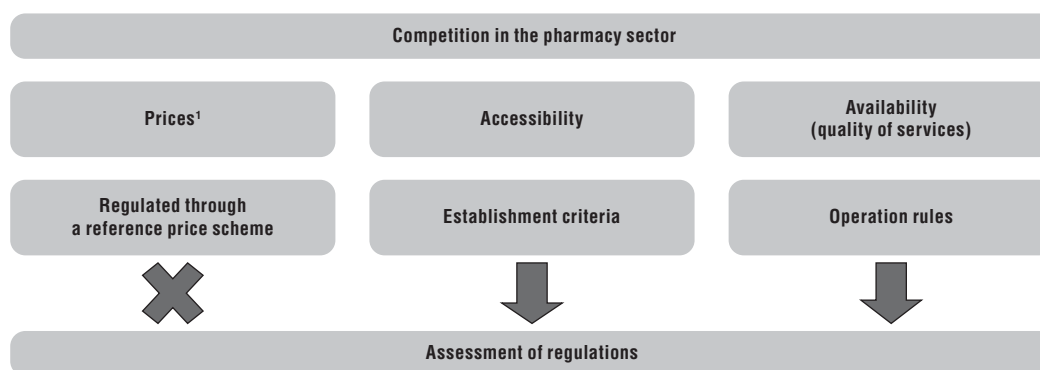 Competition in the pharmacy sector
Prices¹
Accessibility
Availability
(quality of services)
Regulated through
a reference price scheme
Establishment criteria
Operation rules
Assessment of regulations